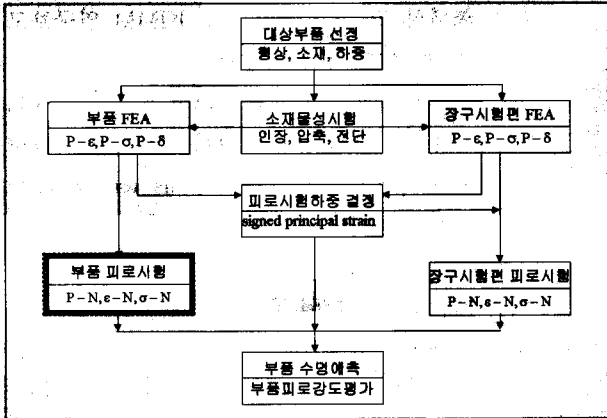 대상부품 선정
형상, 소재, 하중
부품 FEA
P-ε,P-σ,P-δ
소재물성시험
인장, 압축, 전단
장구시험편 FEA
P-ε,P-σ,P-δ
피로시험하중 결정
signed principal strain
부품 피로시험
P-N,ε-N,σ-N
장구시험편 피로시험
P-N,ε-N,σ-N
부품 수명예측
부품피로강도평가